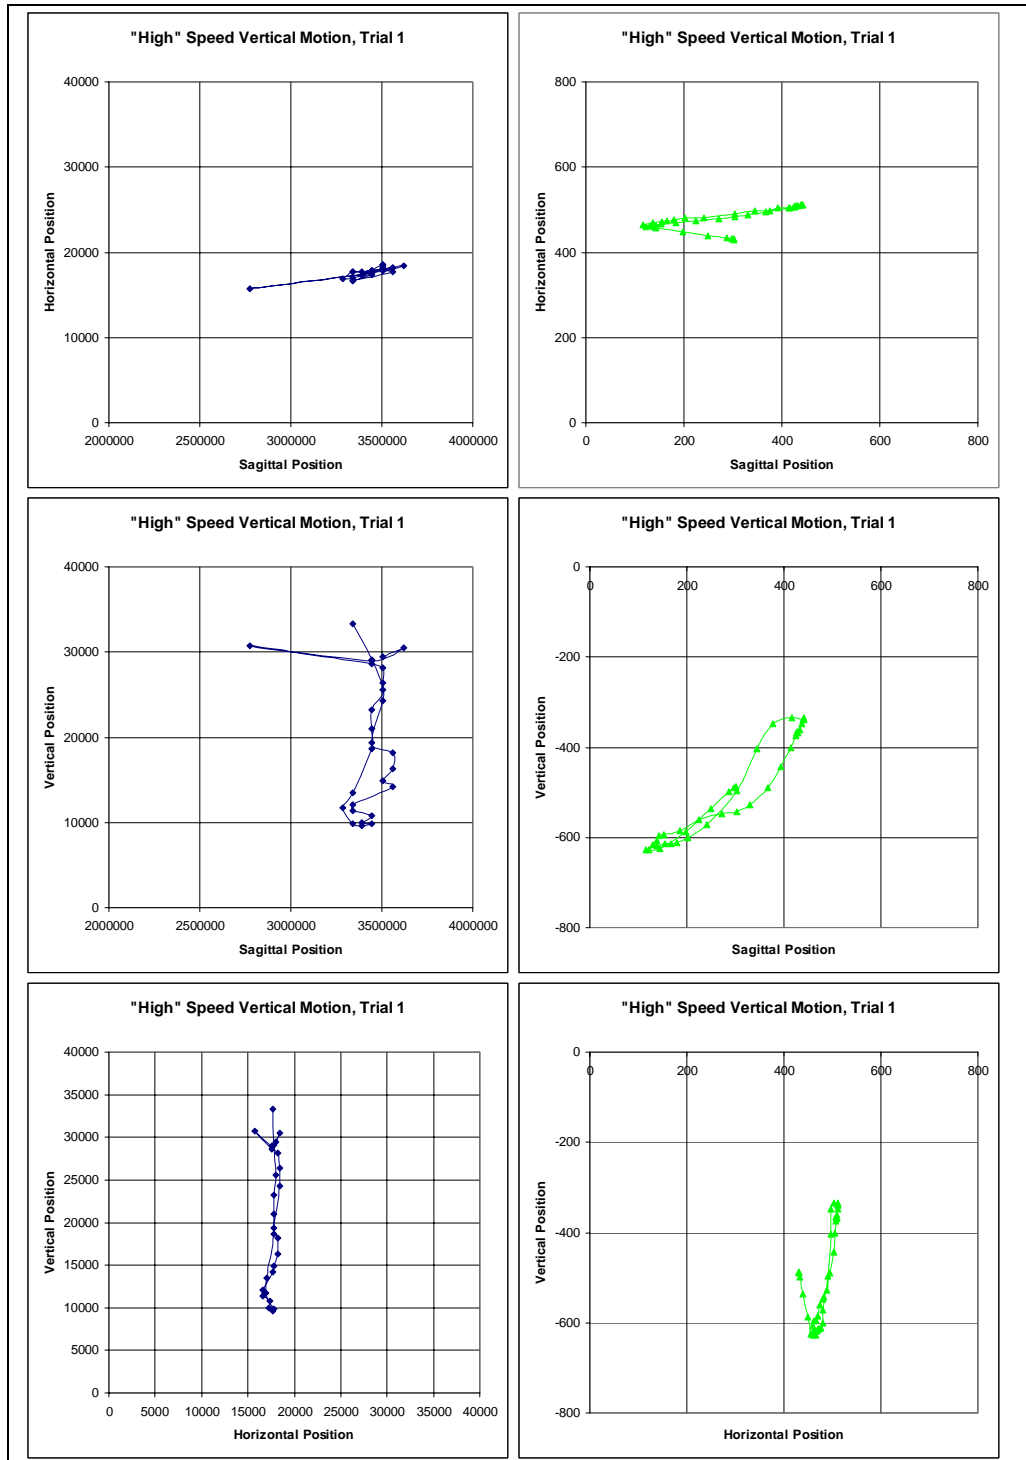 "High" Speed Vertical Motion, Trial 1
40000
30000
20000
10000
0
Horizontal Position
2000000 2500000 3000000 3500000 4000000
Sagittal Position
"High" Speed Vertical Motion, Trial 1
800
600
400
200
0
Horizontal Position
0 200 400 600 800
Sagittal Position
"High" Speed Vertical Motion, Trial 1
40000
30000
20000
10000
0
Vertical Position
2000000 2500000 3000000 3500000 4000000
Sagittal Position
"High" Speed Vertical Motion, Trial 1
0
-200
-400
-600
-800
Vertical Position
0 200 400 600 800
Sagittal Position
"High" Speed Vertical Motion, Trial 1
40000
35000
30000
25000
20000
15000
10000
5000
0
Vertical Position
0 5000 10000 15000 20000 25000 30000 35000 40000
Horizontal Position
"High" Speed Vertical Motion, Trial 1
0
-200
-400
-600
-800
Vertical Position
0 200 400 600 800
Horizontal Position